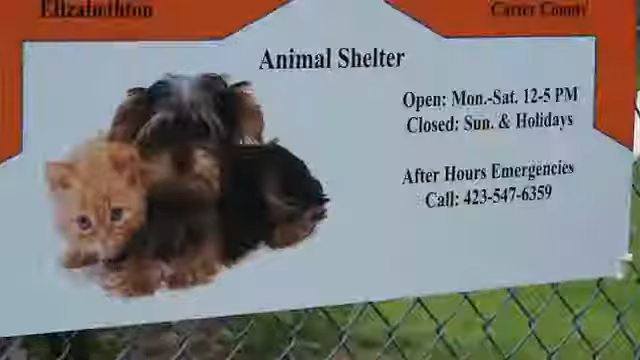 Elizabethton
Carter County
Animal Shelter
Open: Mon.-Sat. 12-5 PM
Closed: Sun. & Holidays
After Hours Emergencies
Call: 423-547-6359